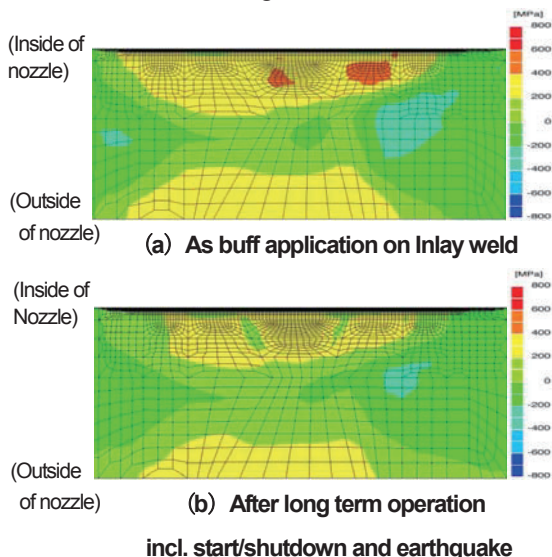 [MPa]
800
600
400
200
0
-200
-400
-600
-800
(Inside of
nozzle)
(Outside
of nozzle)
(a) As buff application on Inlay weld
[MPa]
800
600
400
200
0
-200
-400
-600
-800
(Inside of
Nozzle)
(Outside
of nozzle)
(b) After long term operation
incl. start/shutdown and earthquake